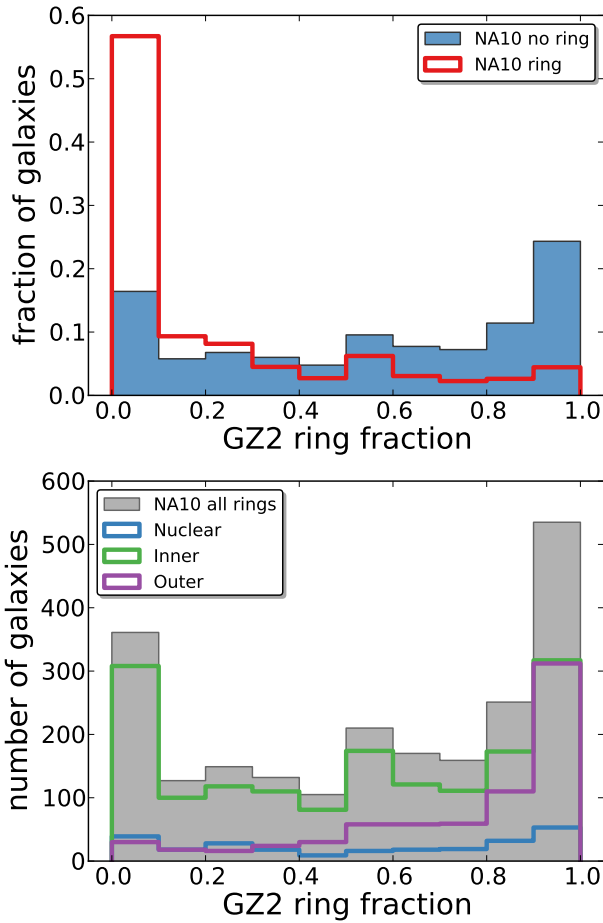 0.6
0.5
0.4
0.3
0.2
0.1
0.0
fraction of galaxies
NA10 no ring
NA10 ring
0.0 0.2 0.4 0.6 0.8 1.0
GZ2 ring fraction
600
500
400
300
200
100
0
number of galaxies
NA10 all rings
Nuclear
Inner
Outer
0.0 0.2 0.4 0.6 0.8 1.0
GZ2 ring fraction